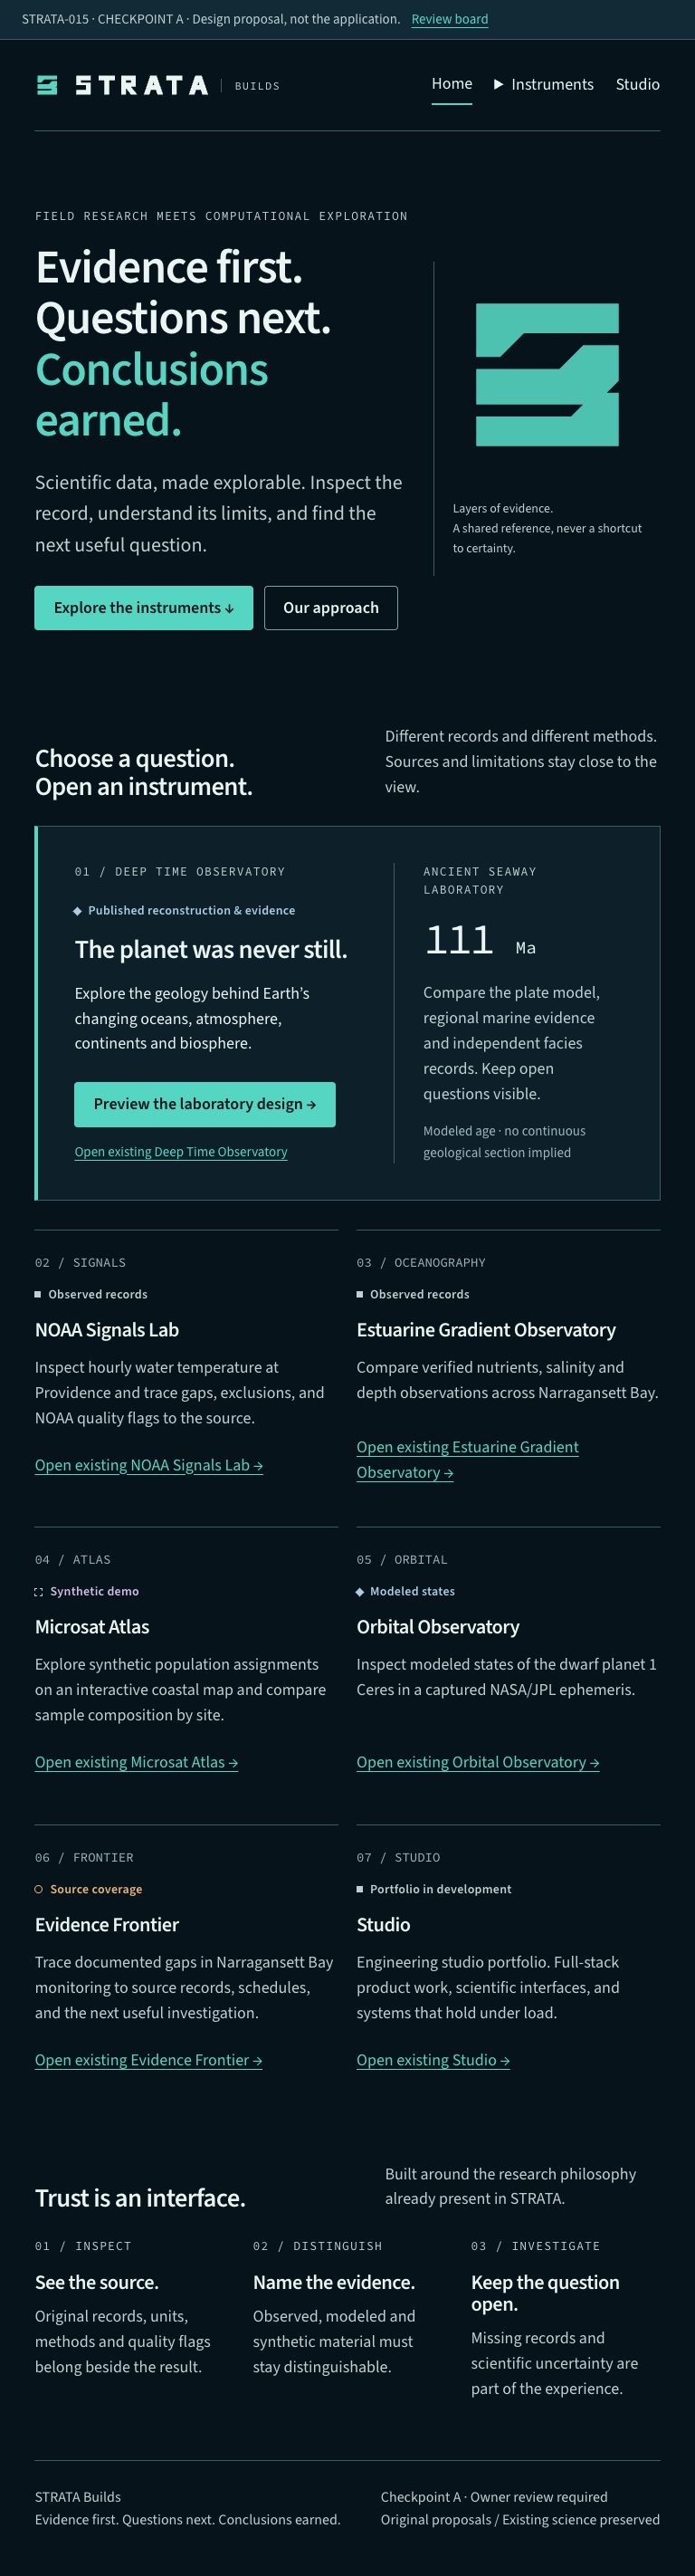 STRATA-015 · CHECKPOINT A · Design proposal, not the application. Review board
STRATA BUILDS
Home ▶ Instruments Studio
FIELD RESEARCH MEETS COMPUTATIONAL EXPLORATION
Evidence first.
Questions next.
Conclusions
earned.
Scientific data, made explorable. Inspect the
record, understand its limits, and find the
next useful question.
Explore the instruments ↓
Our approach
Layers of evidence.
A shared reference, never a shortcut
to certainty.
Choose a question.
Open an instrument.
Different records and different methods.
Sources and limitations stay close to the
view.
01 / DEEP TIME OBSERVATORY
◆ Published reconstruction & evidence
The planet was never still.
Explore the geology behind Earth’s
changing oceans, atmosphere,
continents and biosphere.
Preview the laboratory design →
Open existing Deep Time Observatory
ANCIENT SEAWAY
LABORATORY
111 Ma
Compare the plate model,
regional marine evidence
and independent facies
records. Keep open
questions visible.
Modeled age · no continuous
geological section implied
02 / SIGNALS
Observed records
NOAA Signals Lab
Inspect hourly water temperature at
Providence and trace gaps, exclusions, and
NOAA quality flags to the source.
Open existing NOAA Signals Lab →
03 / OCEANOGRAPHY
Observed records
Estuarine Gradient Observatory
Compare verified nutrients, salinity and
depth observations across Narragansett Bay.
Open existing Estuarine Gradient
Observatory →
04 / ATLAS
Synthetic demo
Microsat Atlas
Explore synthetic population assignments
on an interactive coastal map and compare
sample composition by site.
Open existing Microsat Atlas →
05 / ORBITAL
Modeled states
Orbital Observatory
Inspect modeled states of the dwarf planet 1
Ceres in a captured NASA/JPL ephemeris.
Open existing Orbital Observatory →
06 / FRONTIER
Source coverage
Evidence Frontier
Trace documented gaps in Narragansett Bay
monitoring to source records, schedules,
and the next useful investigation.
Open existing Evidence Frontier →
07 / STUDIO
Portfolio in development
Studio
Engineering studio portfolio. Full-stack
product work, scientific interfaces, and
systems that hold under load.
Open existing Studio →
Trust is an interface.
Built around the research philosophy
already present in STRATA.
01 / INSPECT
See the source.
Original records, units,
methods and quality flags
belong beside the result.
02 / DISTINGUISH
Name the evidence.
Observed, modeled and
synthetic material must
stay distinguishable.
03 / INVESTIGATE
Keep the question
open.
Missing records and
scientific uncertainty are
part of the experience.
STRATA Builds
Evidence first. Questions next. Conclusions earned.
Checkpoint A · Owner review required
Original proposals / Existing science preserved